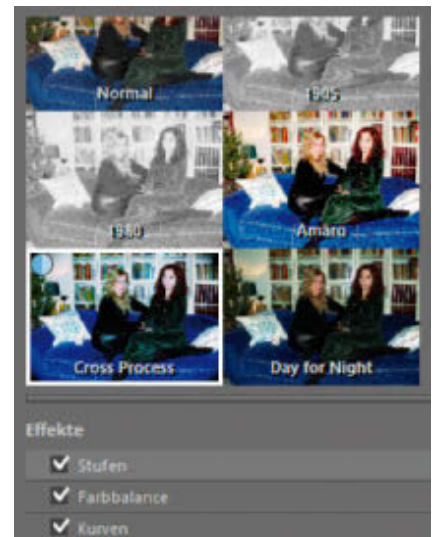 Normal ...
1905
1980
Amaro ...
Cross Process ...
Day for Night ...
Effekte
Stufen
Farbbalance
Kurven